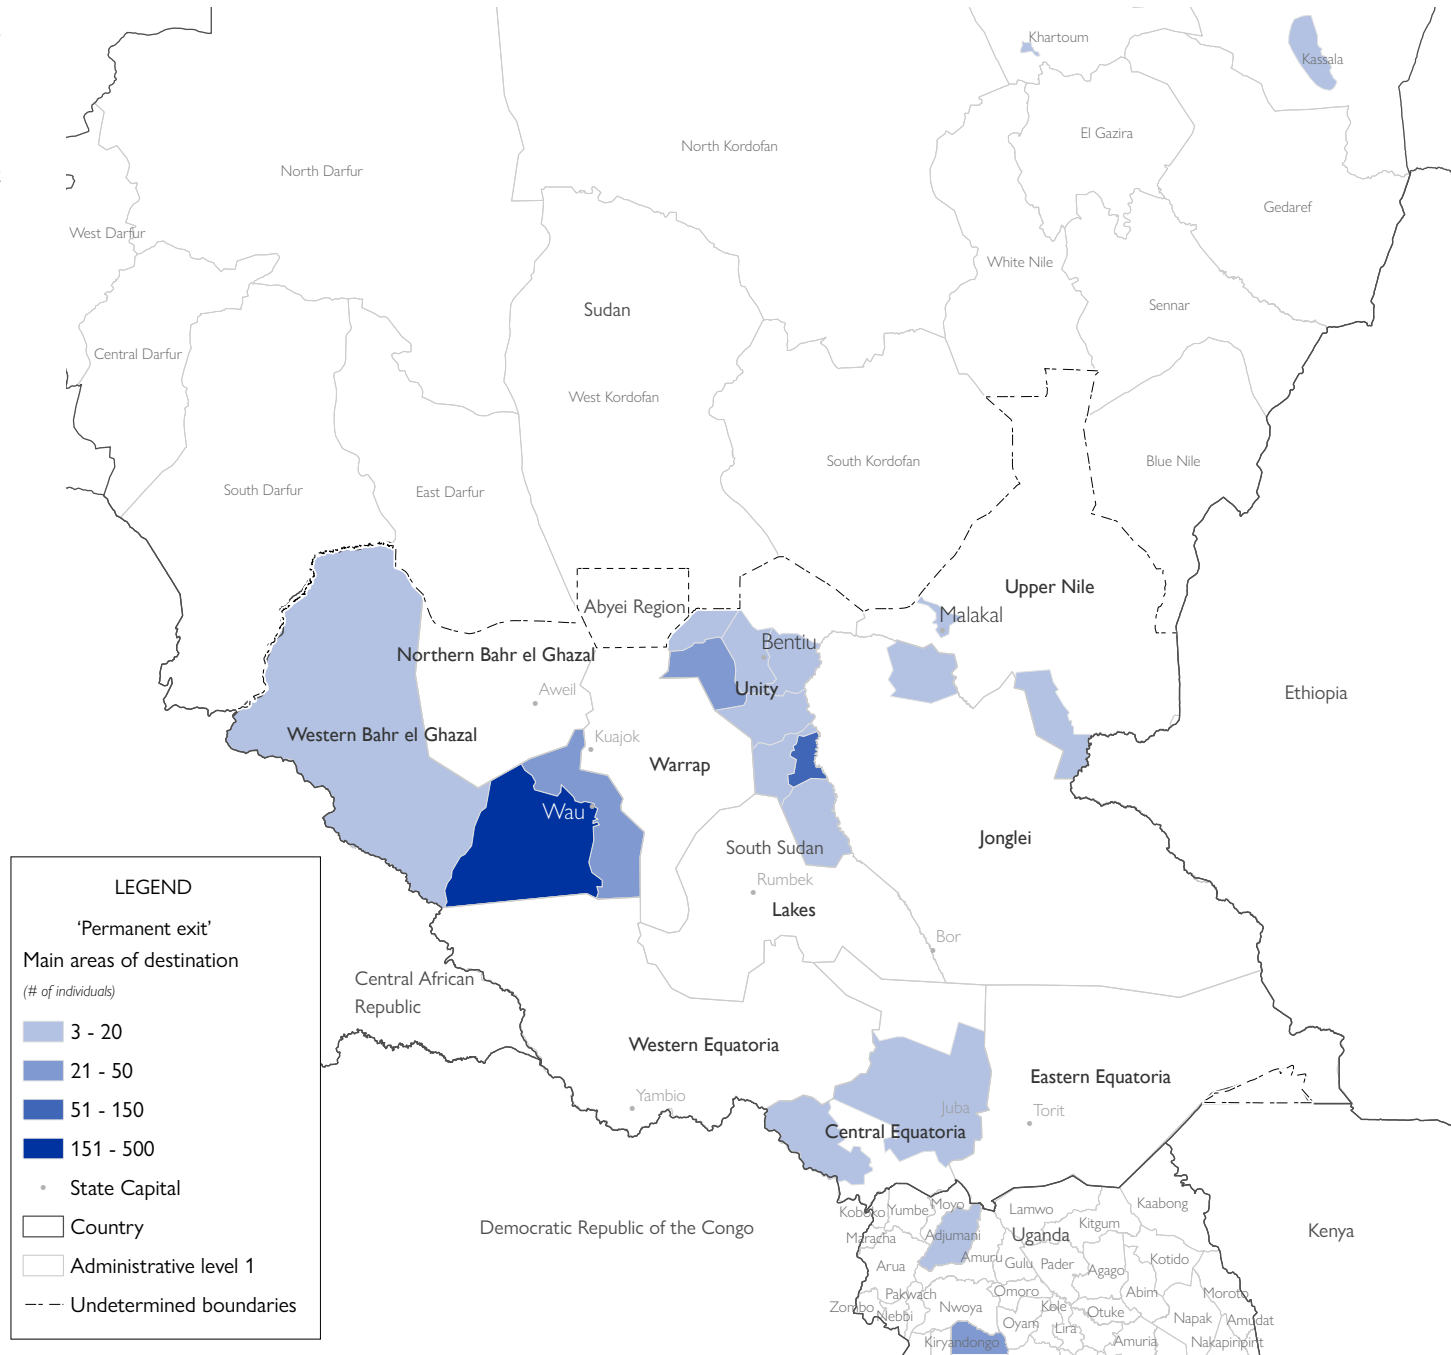 Khartoum
Kassala
El Gazira
North Kordofan
North Darfur
Gedaref
West Darfur
White Nile
Sennar
Sudan
Central Darfur
West Kordofan
South Kordofan
Blue Nile
South Darfur
East Darfur
Upper Nile
Abyei Region
Malakal
Bentiu
Northern Bahr el Ghazal
Unity
Aweil
Ethiopia
Western Bahr el Ghazal
Kuajok
Warrap
Wau
Jonglei
South Sudan
Rumbek
Lakes
Bor
Central African
Republic
Western Equatoria
Eastern Equatoria
Yambio
Juba
Torit
Central Equatoria
Koboko
Yumbe
Moyo
Lamwo
Kaabong
Democratic Republic of the Congo
Maracha
Adjumani
Uganda
Kitgum
Kenya
Arua
Amuru
Gulu
Pader
Agago
Kotido
Pakwach
Omoro
Abim
Moroto
Zombo
Nebbi
Nwoya
Oyam
Kole
Otuke
Napak
Amudat
Lira
Kiryandongo
Amuria
Nakapiripirit
LEGEND
‘Permanent exit’
Main areas of destination
(# of individuals)
3 - 20
21 - 50
51 - 150
151 - 500
State Capital
Country
Administrative level 1
Undetermined boundaries